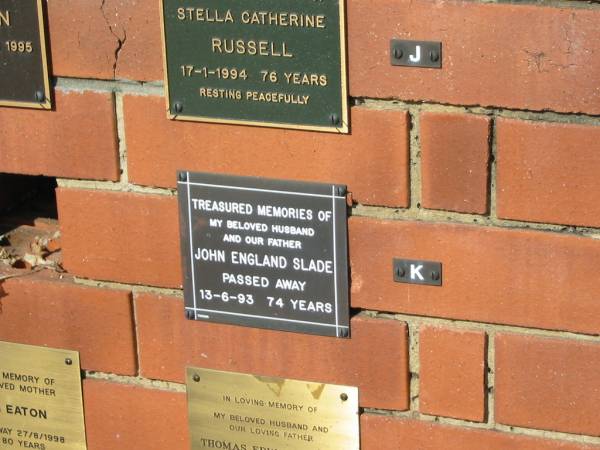 N
1995
STELLA CATHERINE
RUSSELL
17-1-1994 76 YEARS
RESTING PEACEFULLY
J
TREASURED MEMORIES OF
MY BELOVED HUSBAND
AND OUR FATHER
JOHN ENGLAND SLADE
PASSED AWAY
13-6-93 74 YEARS
K
MEMORY OF
MOTHER
EATON
27/8/1998
80 YEARS
IN LOVING MEMORY OF
MY BELOVED HUSBAND AND
OUR LOVING FATHER
THOMAS